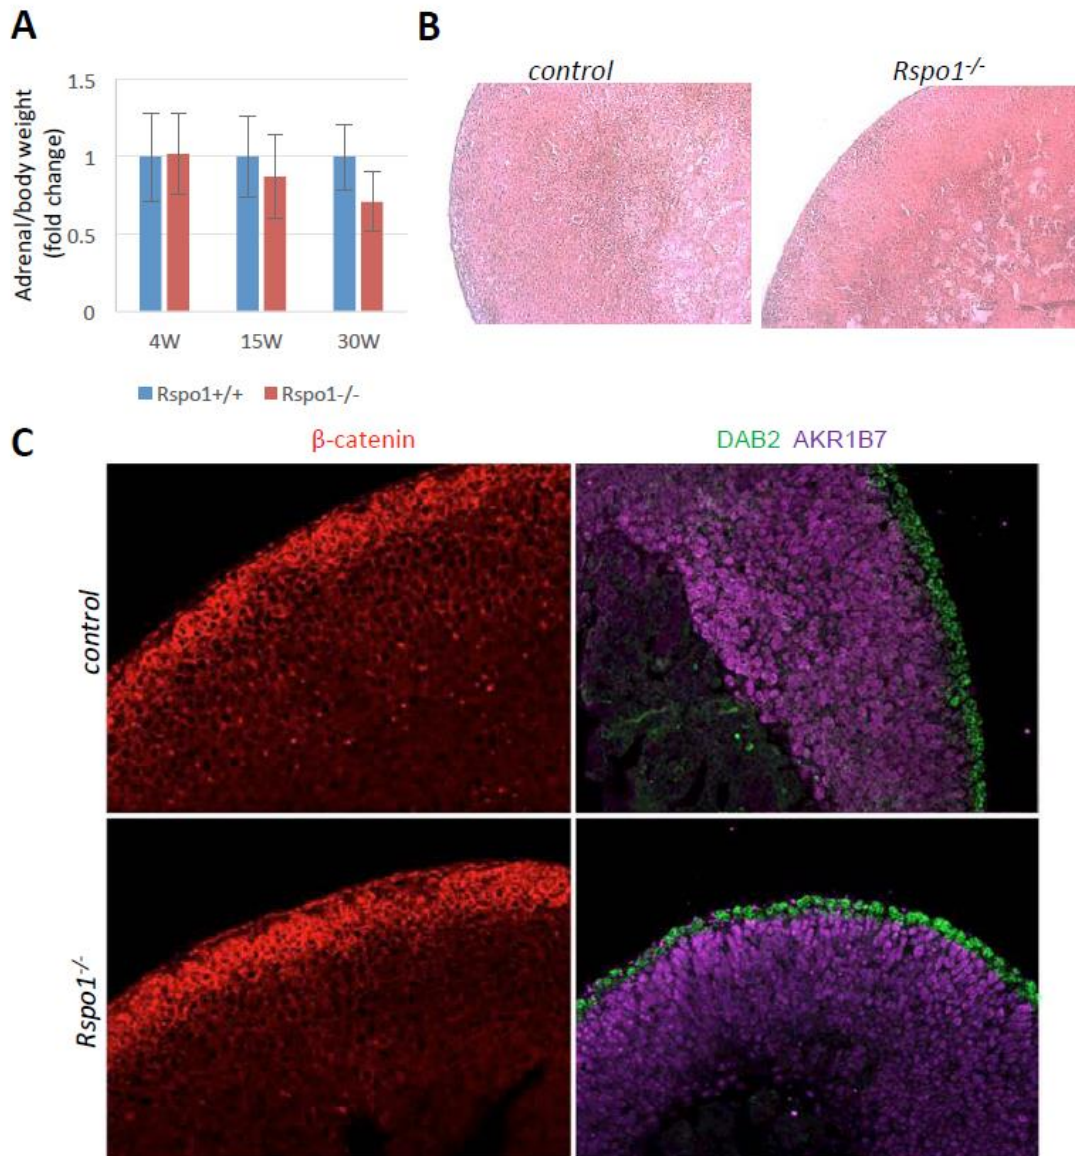 A
B
control
Rspo1-/-
1.5
1
0.5
0
Adrenal/body weight
(fold change)
4W
15W
30W
Rspo1+/+
Rspo1-/-
C
β-catenin
DAB2 AKR1B7
control
Rspo1-/-